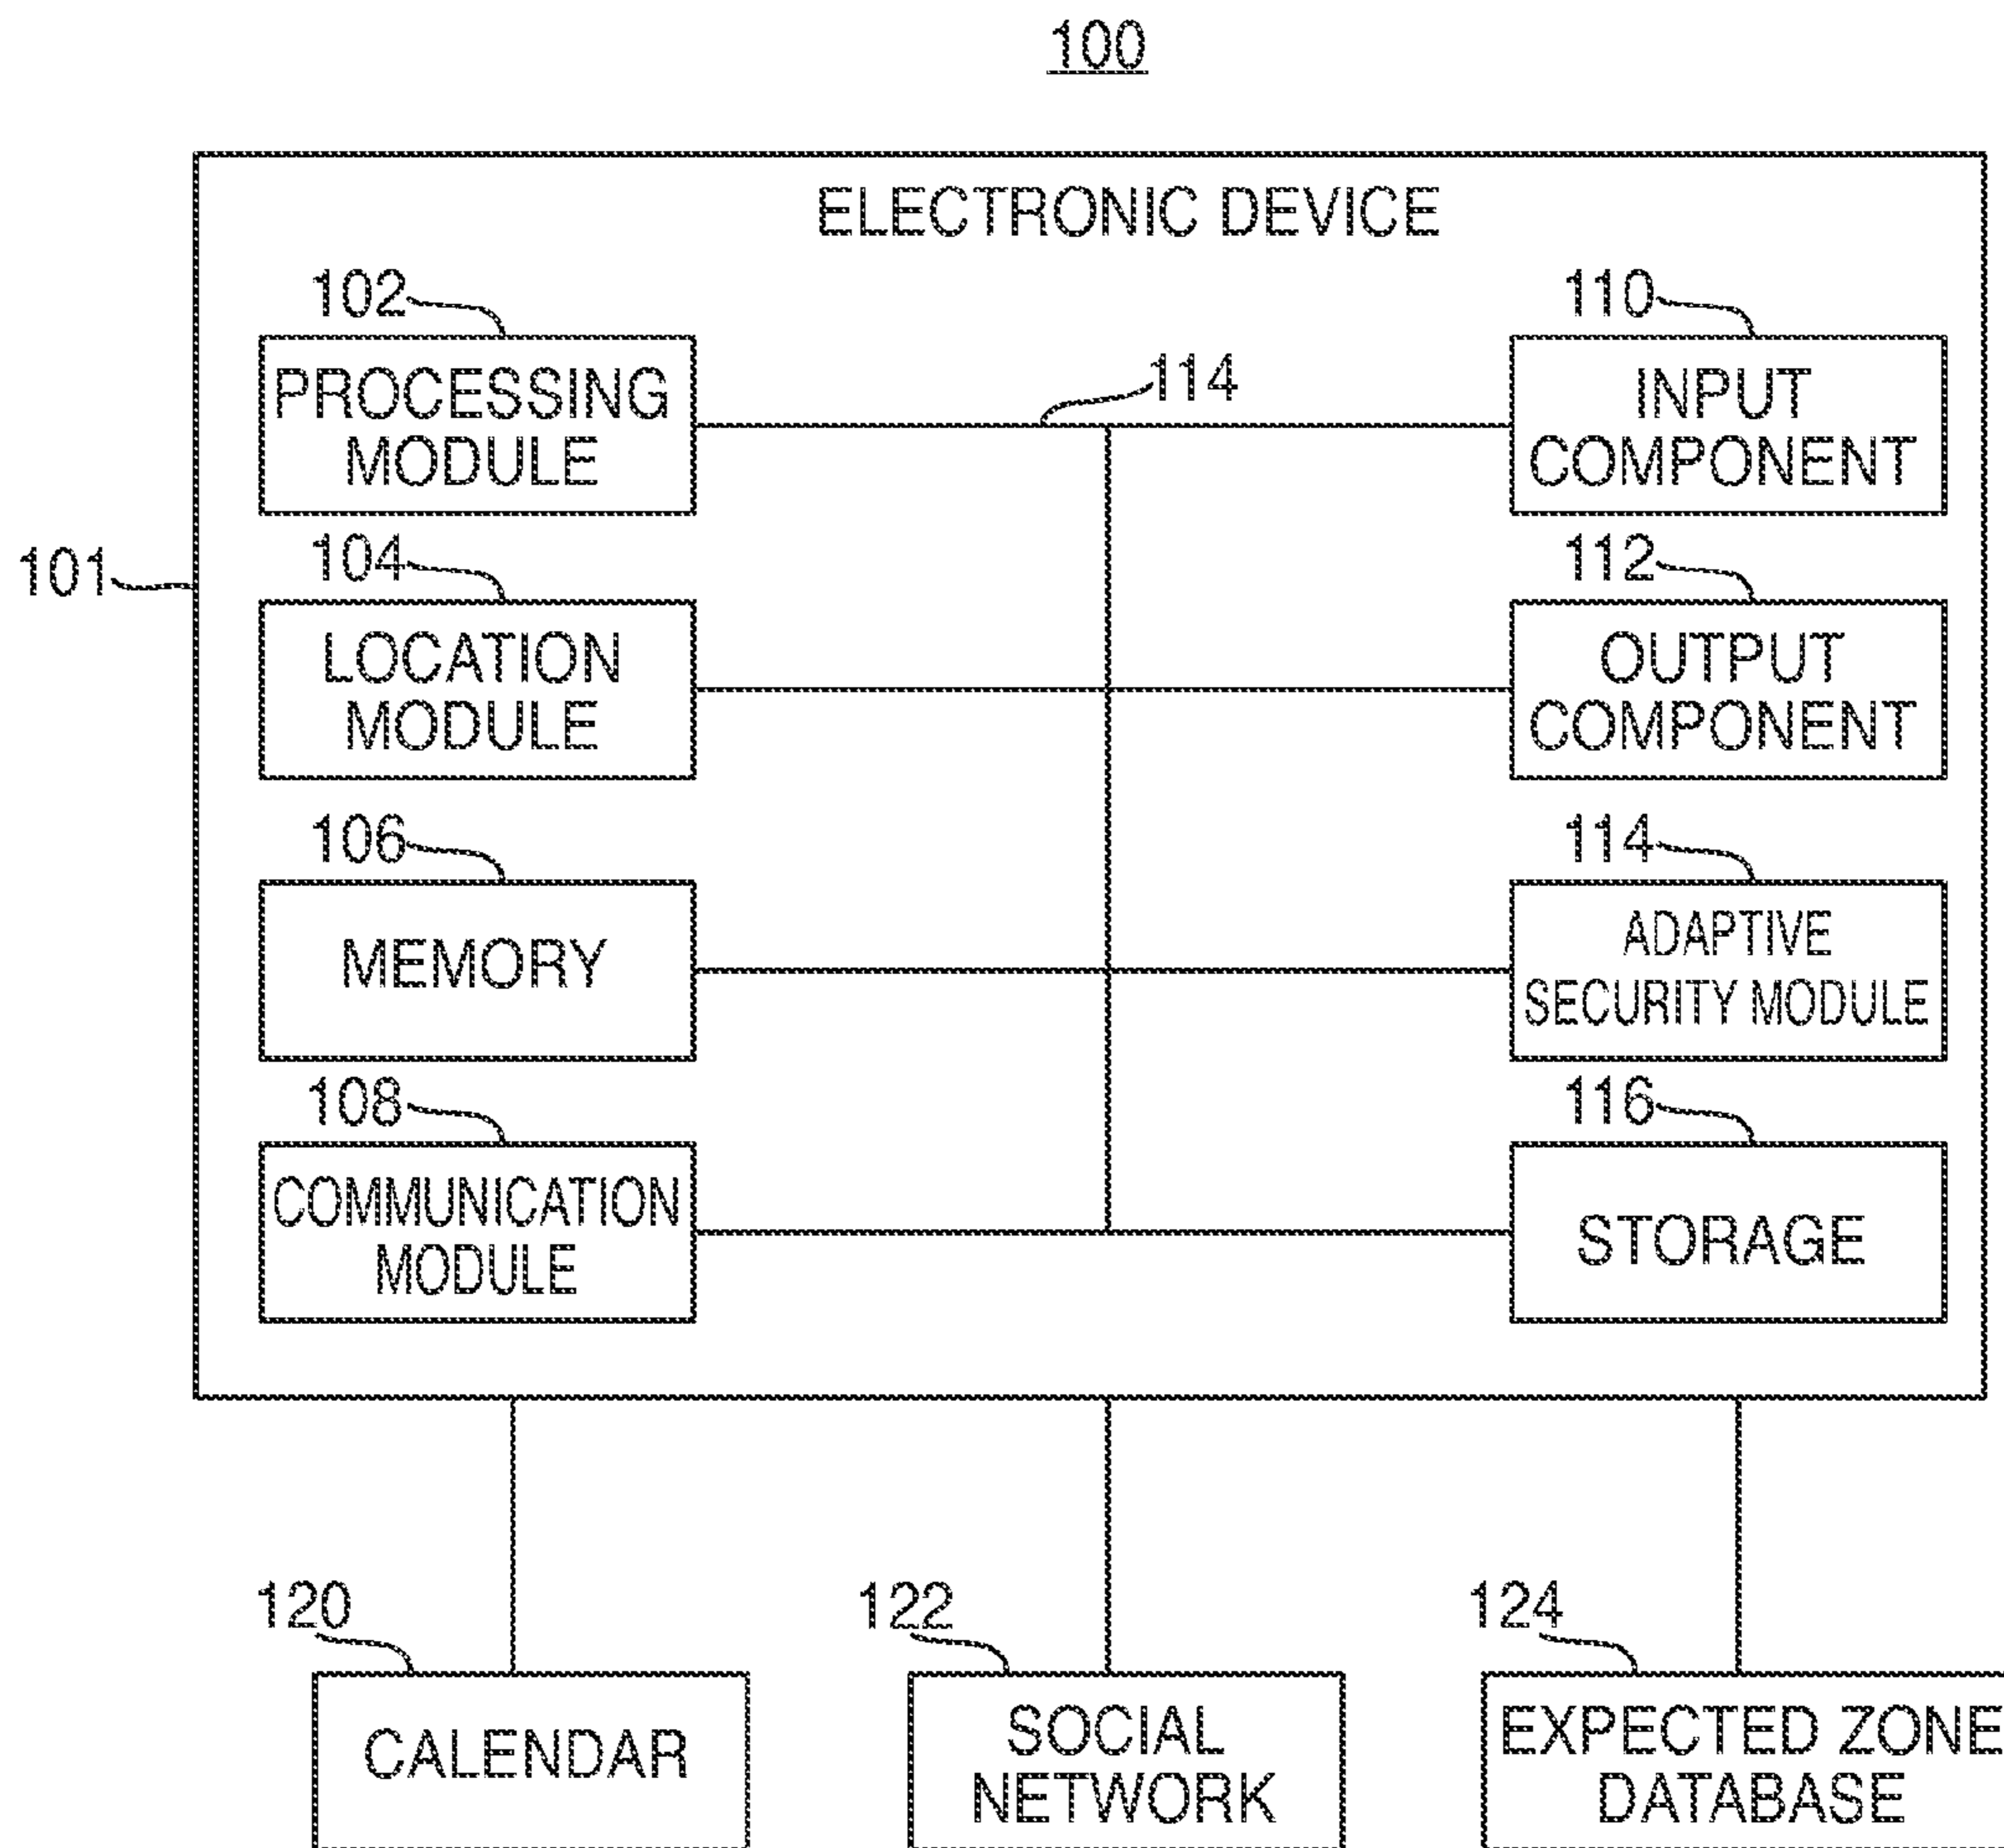 100
ELECTRONIC DEVICE
101
102
PROCESSING
MODULE
114
110
INPUT
COMPONENT
104
LOCATION
MODULE
112
OUTPUT
COMPONENT
106
MEMORY
114
ADAPTIVE
SECURITY MODULE
108
COMMUNICATION
MODULE
116
STORAGE
120
CALENDAR
122
SOCIAL
NETWORK
124
EXPECTED ZONE
DATABASE